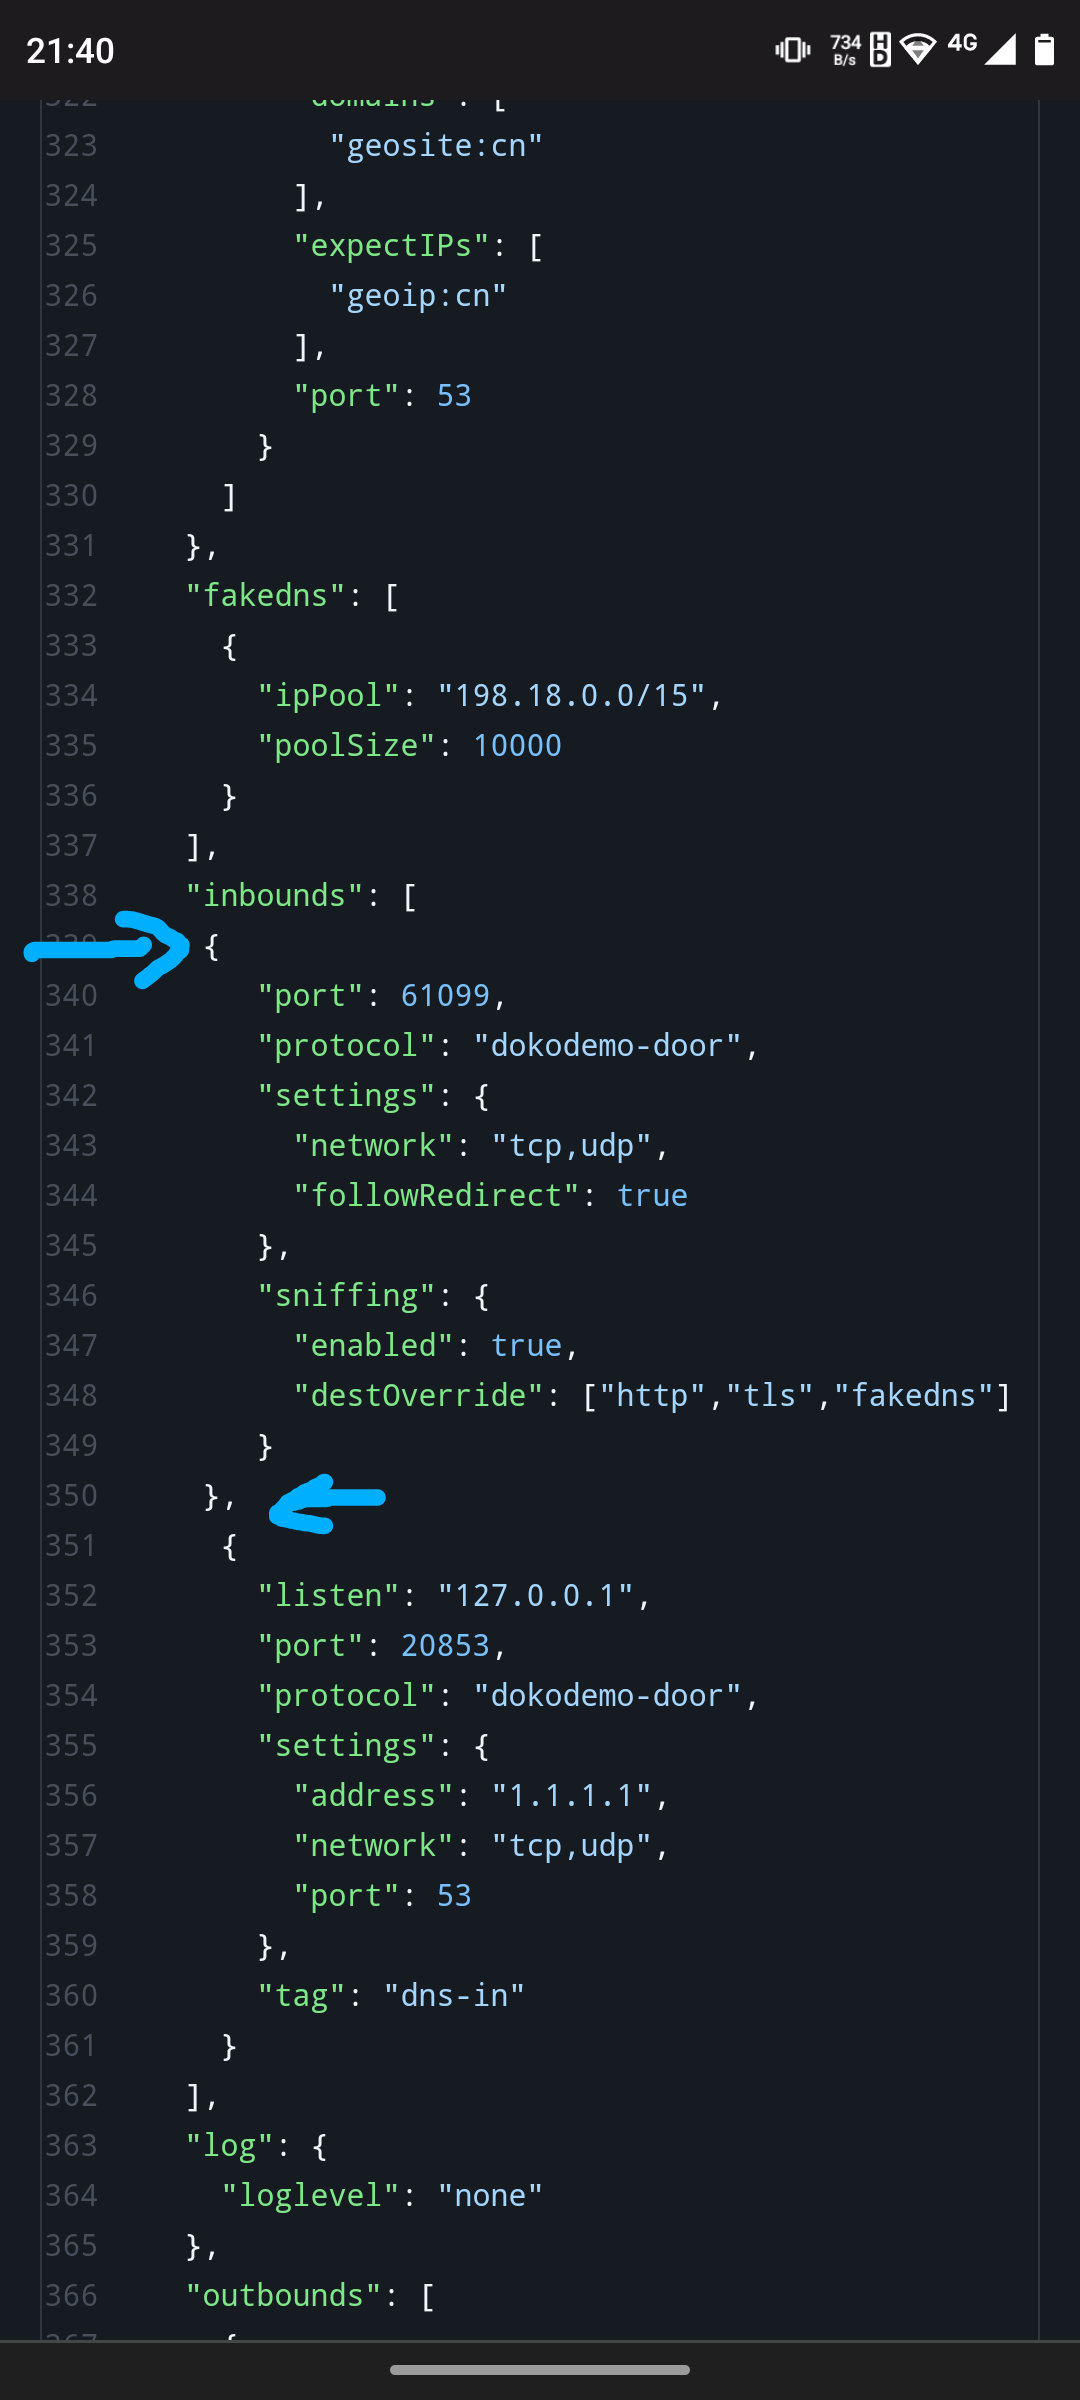 21:40
734 B/s HD 4G
322 "domains": [
323 "geosite:cn"
324 ],
325 "expectIPs": [
326 "geoip:cn"
327 ],
328 "port": 53
329 }
330 ]
331 },
332 "fakedns": [
333 {
334 "ipPool": "198.18.0.0/15",
335 "poolSize": 10000
336 }
337 ],
338 "inbounds": [
339 {
340 "port": 61099,
341 "protocol": "dokodemo-door",
342 "settings": {
343 "network": "tcp,udp",
344 "followRedirect": true
345 },
346 "sniffing": {
347 "enabled": true,
348 "destOverride": ["http","tls","fakedns"]
349 }
350 },
351 {
352 "listen": "127.0.0.1",
353 "port": 20853,
354 "protocol": "dokodemo-door",
355 "settings": {
356 "address": "1.1.1.1",
357 "network": "tcp,udp",
358 "port": 53
359 },
360 "tag": "dns-in"
361 }
362 ],
363 "log": {
364 "loglevel": "none"
365 },
366 "outbounds": [
367 {